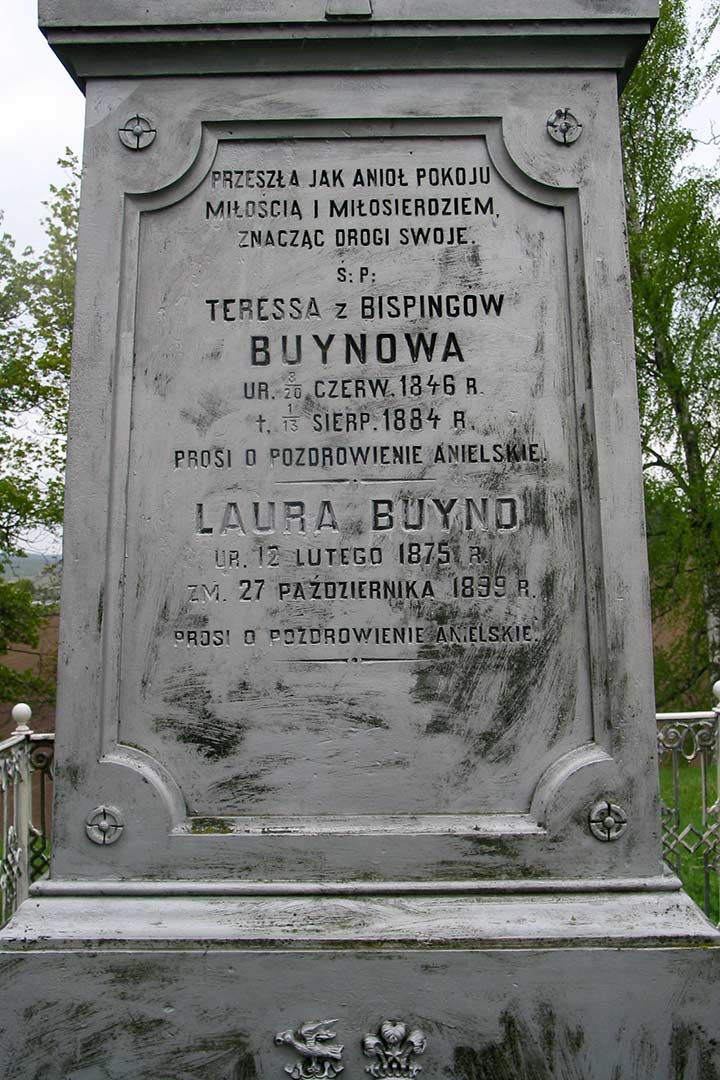 PRZESZŁA JAK ANIOŁ POKOJU
MIŁOŚCIĄ I MIŁOSIERDZIEM,
ZNACZĄC DROGI SWOJE.
Ś: P:
TERESSA z BISPINGÓW
BUYNOWA
UR. 8/20 CZERW. 1846 R.
†. 1/13 SIERP. 1884 R.
PROSI O POZDROWIENIE ANIELSKIE.
LAURA BUYNO
UR. 12 LUTEGO 1875 R.
ZM. 27 PAŹDZIERNIKA 1899 R.
PROSI O POZDROWIENIE ANIELSKIE.